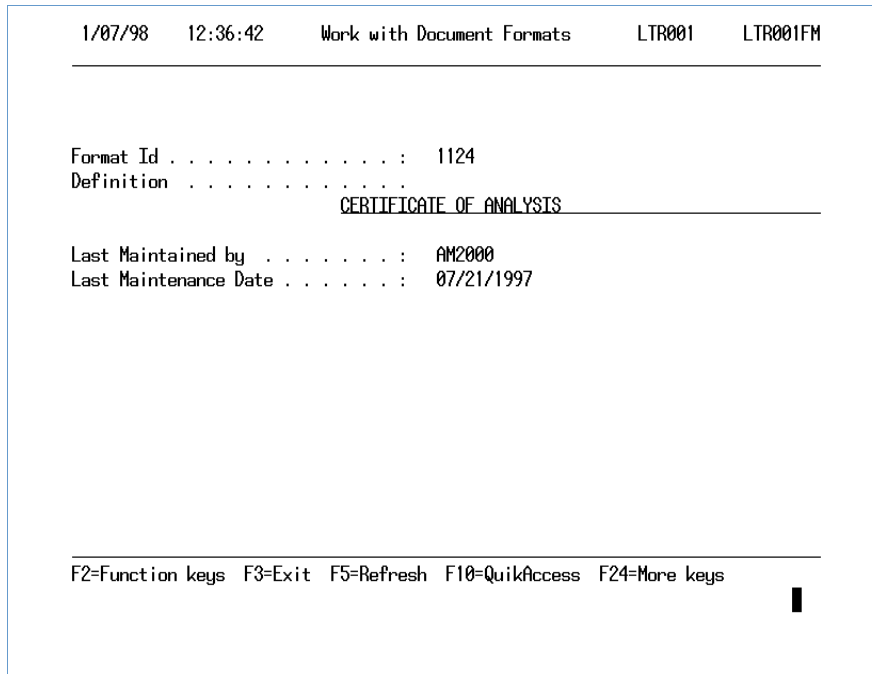 1/07/98 12:36:42 Work with Document Formats LTR001 LTR001FM
Format Id . . . . . . . . . . . . : 1124
Definition . . . . . . . . . . . .
CERTIFICATE OF ANALYSIS
Last Maintained by . . . . . . . : AM2000
Last Maintenance Date . . . . . . : 07/21/1997
F2=Function keys F3=Exit F5=Refresh F10=QuikAccess F24=More keys